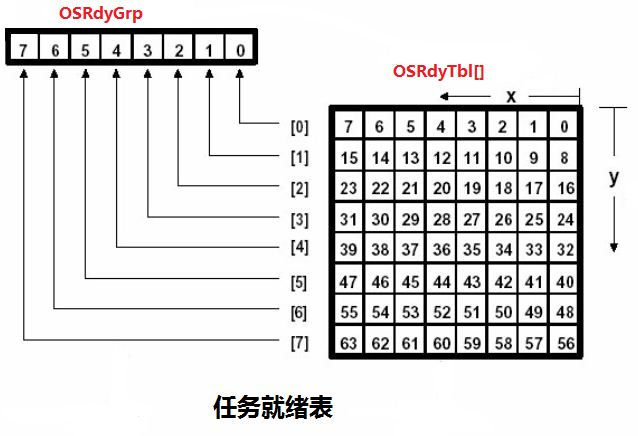 OSRdyGrp
7 6 5 4 3 2 1 0
OSRdyTbl[]
x
y
[0] 7 6 5 4 3 2 1 0
[1] 15 14 13 12 11 10 9 8
[2] 23 22 21 20 19 18 17 16
[3] 31 30 29 28 27 26 25 24
[4] 39 38 37 36 35 34 33 32
[5] 47 46 45 44 43 42 41 40
[6] 55 54 53 52 51 50 49 48
[7] 63 62 61 60 59 58 57 56
任务就绪表